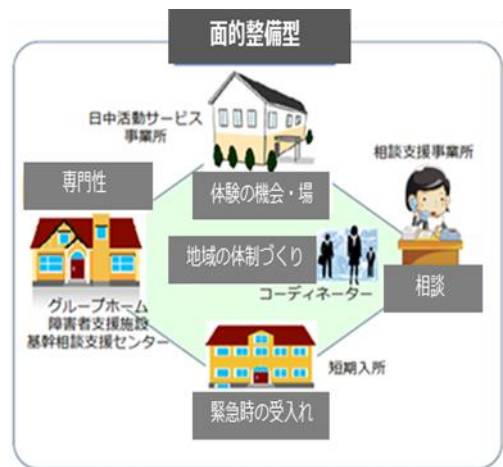 面的整備型
日中活動サービス
事業所
相談支援事業所
専門性
体験の機会・場
地域の体制づくり
コーディネーター
相談
グループホーム
障害者支援施設
基幹相談支援センター
短期入所
緊急時の受入れ